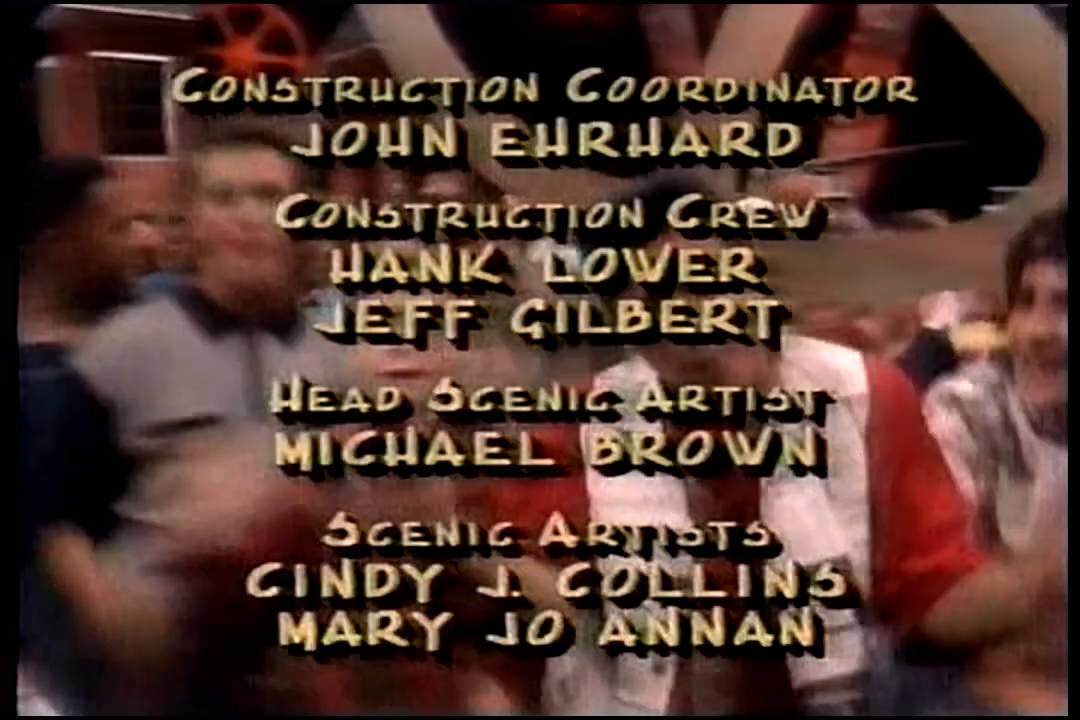 CONSTRUCTION COORDINATOR
JOHN EHRHARD
CONSTRUCTION CREW
HANK LOWER
JEFF GILBERT
HEAD SCENIC ARTIST
MICHAEL BROWN
SCENIC ARTISTS
CINDY J. COLLINS
MARY JO ANNAN